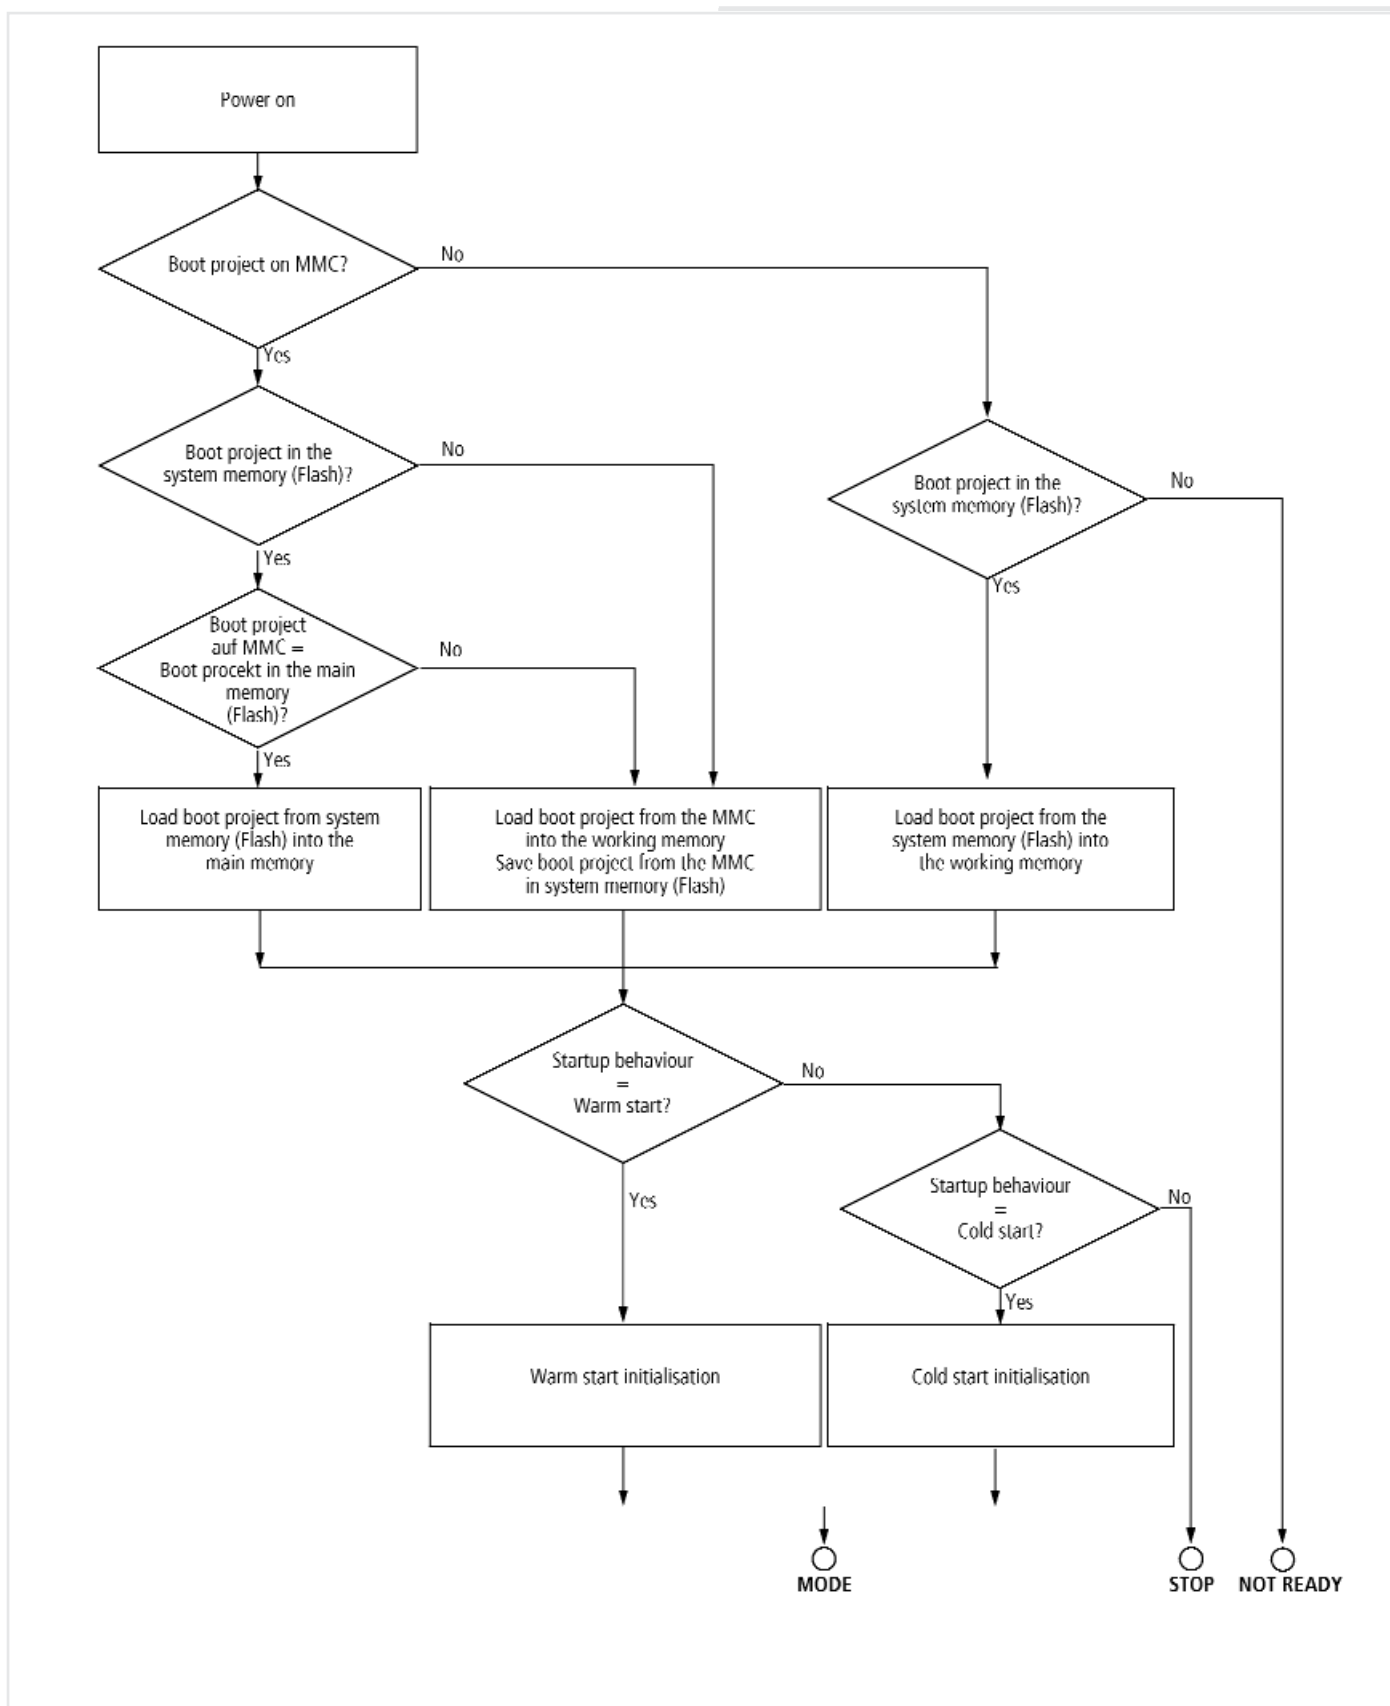 Power on
Boot project on MMC?
No
Yes
Boot project in the
system memory (Flash)?
No
Boot project in the
system memory (Flash)?
No
Yes
Yes
Boot project
auf MMC =
Boot procekt in the main
memory
(Flash)?
No
Yes
Load boot project from system
memory (Flash) into the
main memory
Load boot project from the MMC
into the working memory
Save boot project from the MMC
in system memory (Flash)
Load boot project from the
system memory (Flash) into
the working memory
Startup behaviour
=
Warm start?
No
Yes
Startup behaviour
=
Cold start?
No
Yes
Warm start initialisation
Cold start initialisation
MODE
STOP
NOT READY